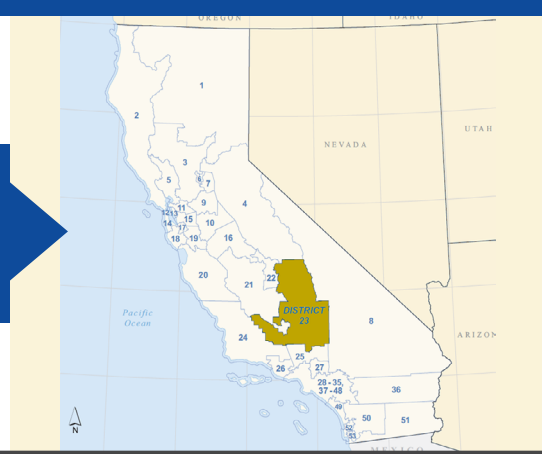 OREGON
IDAHO
1
2
UTAH
NEVADA
3
5
6
7
9
4
11
12
13
15
10
14
17
18
19
16
20
22
21
DISTRICT
23
Pacific
Ocean
8
24
ARIZON
25
26
27
28 - 35,
37 - 48
36
49
50
51
52
53
N
MEXICO